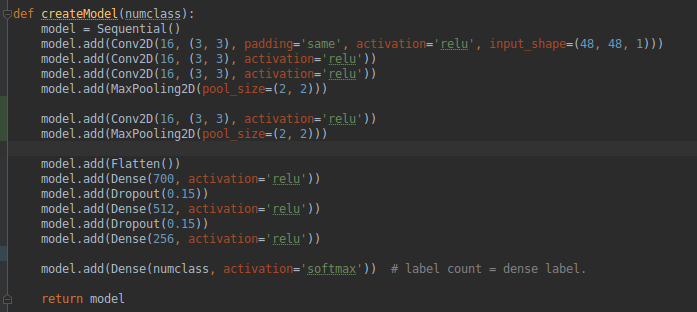 def createModel(numclass):
    model = Sequential()
    model.add(Conv2D(16, (3, 3), padding='same', activation='relu', input_shape=(48, 48, 1)))
    model.add(Conv2D(16, (3, 3), activation='relu'))
    model.add(Conv2D(16, (3, 3), activation='relu'))
    model.add(MaxPooling2D(pool_size=(2, 2)))

    model.add(Conv2D(16, (3, 3), activation='relu'))
    model.add(MaxPooling2D(pool_size=(2, 2)))

    model.add(Flatten())
    model.add(Dense(700, activation='relu'))
    model.add(Dropout(0.15))
    model.add(Dense(512, activation='relu'))
    model.add(Dropout(0.15))
    model.add(Dense(256, activation='relu'))

    model.add(Dense(numclass, activation='softmax'))  # label count = dense label.

    return model